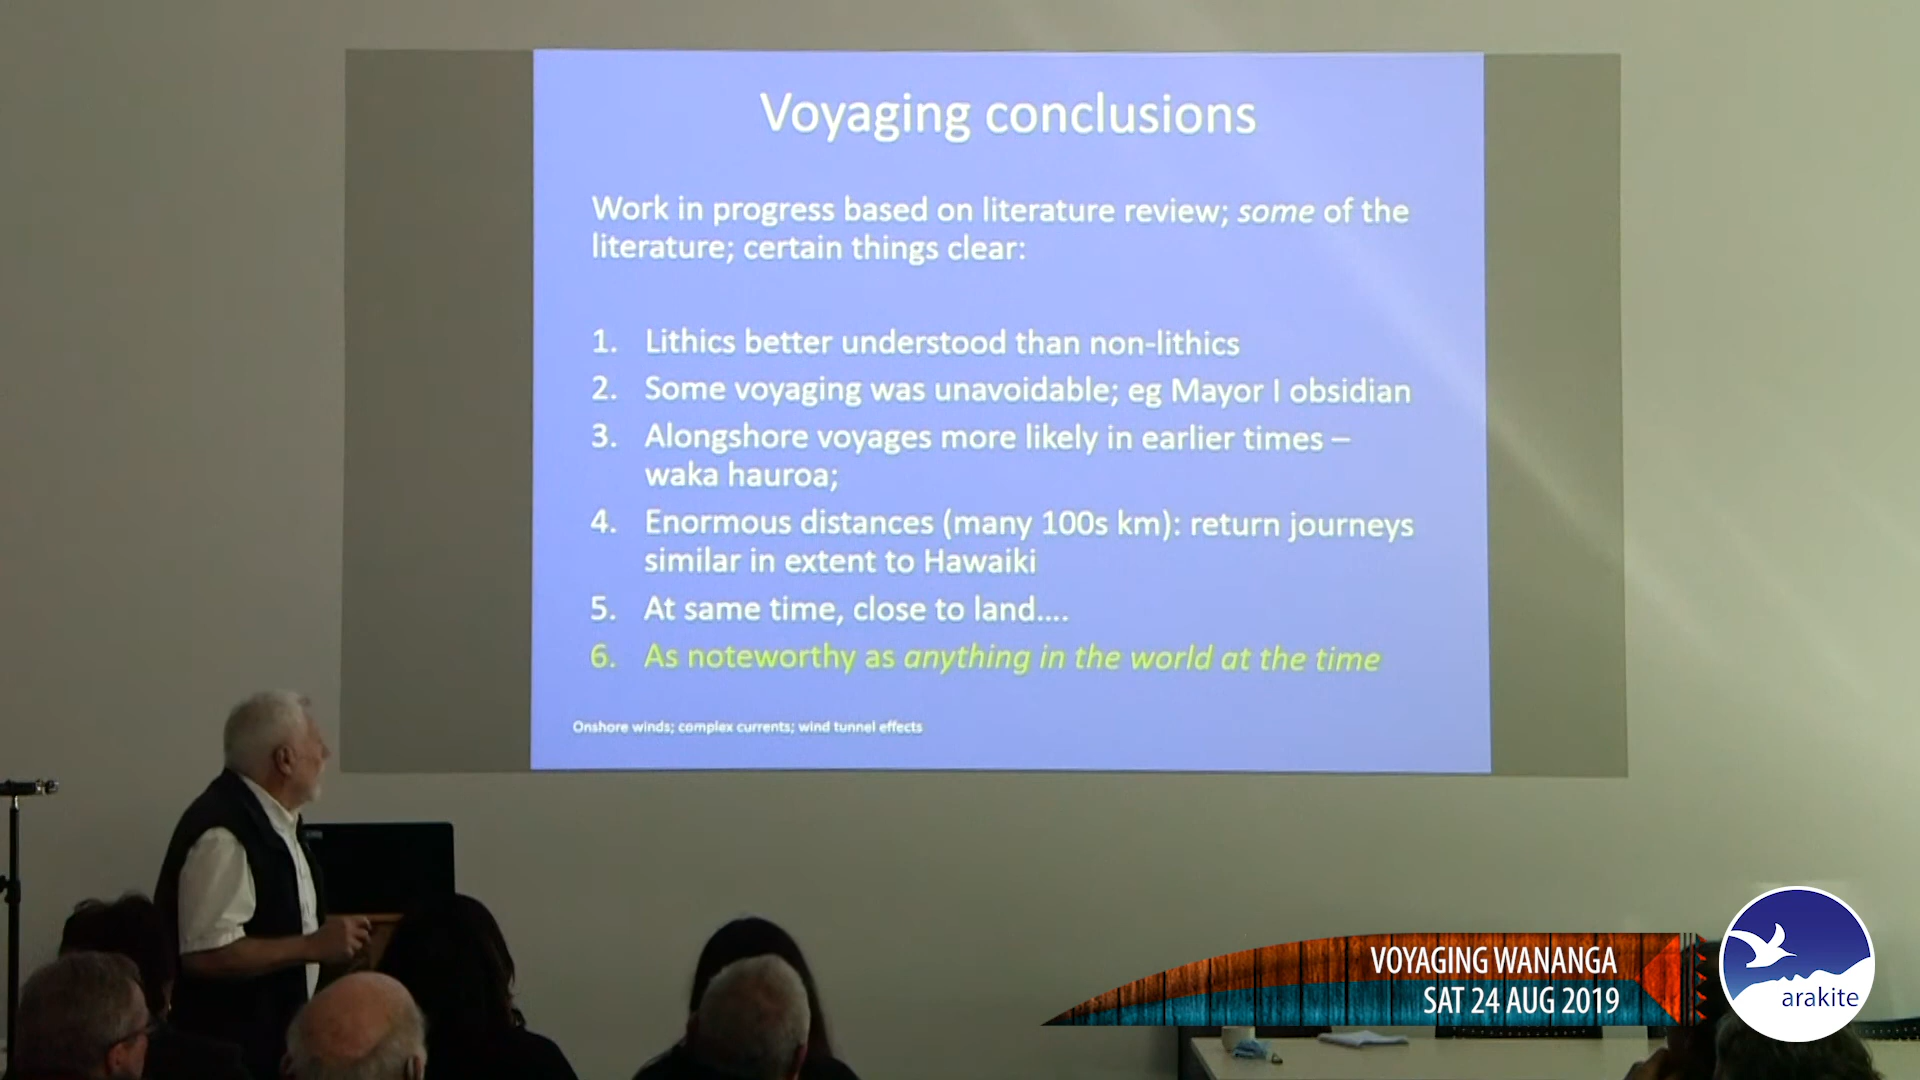 Voyaging conclusions
Work in progress based on literature review; some of the
literature; certain things clear:
1. Lithics better understood than non-lithics
2. Some voyaging was unavoidable; eg Mayor I obsidian
3. Alongshore voyages more likely in earlier times –
waka hauroa;
4. Enormous distances (many 100s km): return journeys
similar in extent to Hawaiki
5. At same time, close to land....
6. As noteworthy as anything in the world at the time
Onshore winds; complex currents; wind tunnel effects
VOYAGING WANANGA
SAT 24 AUG 2019
arakite